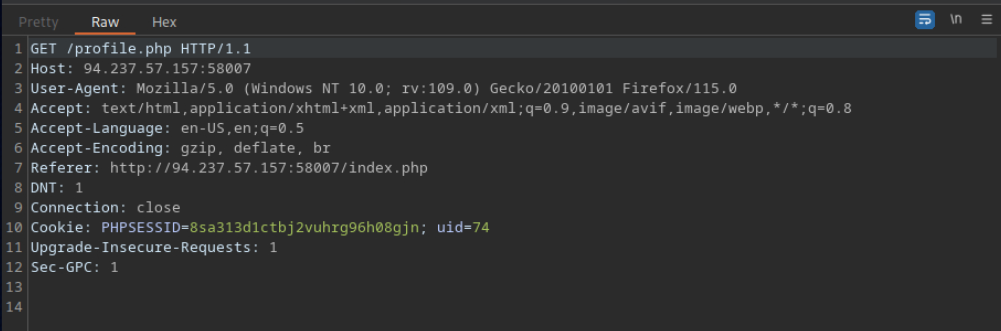 Pretty Raw Hex \n
1 GET /profile.php HTTP/1.1
2 Host: 94.237.57.157:58007
3 User-Agent: Mozilla/5.0 (Windows NT 10.0; rv:109.0) Gecko/20100101 Firefox/115.0
4 Accept: text/html,application/xhtml+xml,application/xml;q=0.9,image/avif,image/webp,*/*;q=0.8
5 Accept-Language: en-US,en;q=0.5
6 Accept-Encoding: gzip, deflate, br
7 Referer: http://94.237.57.157:58007/index.php
8 DNT: 1
9 Connection: close
10 Cookie: PHPSESSID=8sa313d1ctbj2vuhrg96h08gjn; uid=74
11 Upgrade-Insecure-Requests: 1
12 Sec-GPC: 1
13
14